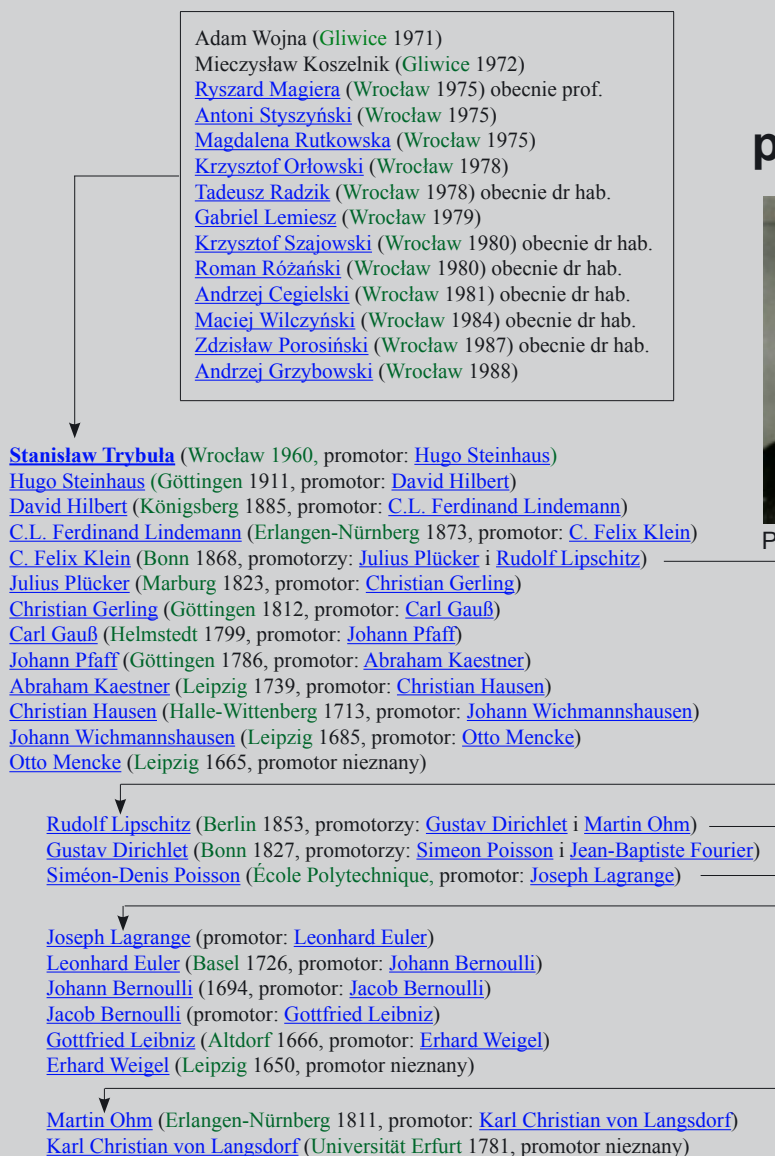 Adam Wojna (Gliwice 1971)
Mieczysław Koszelnik (Gliwice 1972)
Ryszard Magiera (Wrocław 1975) obecnie prof.
Antoni Styszyński (Wrocław 1975)
Magdalena Rutkowska (Wrocław 1975)
Krzysztof Orłowski (Wrocław 1978)
Tadeusz Radzik (Wrocław 1978) obecnie dr hab.
Gabriel Lemiesz (Wrocław 1979)
Krzysztof Szajowski (Wrocław 1980) obecnie dr hab.
Roman Różański (Wrocław 1980) obecnie dr hab.
Andrzej Cegielski (Wrocław 1981) obecnie dr hab.
Maciej Wilczyński (Wrocław 1984) obecnie dr hab.
Zdzisław Porosiński (Wrocław 1987) obecnie dr hab.
Andrzej Grzybowski (Wrocław 1988)
p
P
Stanisław Trybuła (Wrocław 1960, promotor: Hugo Steinhaus)
Hugo Steinhaus (Göttingen 1911, promotor: David Hilbert)
David Hilbert (Königsberg 1885, promotor: C.L. Ferdinand Lindemann)
C.L. Ferdinand Lindemann (Erlangen-Nürnberg 1873, promotor: C. Felix Klein)
C. Felix Klein (Bonn 1868, promotorzy: Julius Plücker i Rudolf Lipschitz)
Julius Plücker (Marburg 1823, promotor: Christian Gerling)
Christian Gerling (Göttingen 1812, promotor: Carl Gauß)
Carl Gauß (Helmstedt 1799, promotor: Johann Pfaff)
Johann Pfaff (Göttingen 1786, promotor: Abraham Kaestner)
Abraham Kaestner (Leipzig 1739, promotor: Christian Hausen)
Christian Hausen (Halle-Wittenberg 1713, promotor: Johann Wichmannshausen)
Johann Wichmannshausen (Leipzig 1685, promotor: Otto Mencke)
Otto Mencke (Leipzig 1665, promotor nieznany)
Rudolf Lipschitz (Berlin 1853, promotorzy: Gustav Dirichlet i Martin Ohm)
Gustav Dirichlet (Bonn 1827, promotorzy: Simeon Poisson i Jean-Baptiste Fourier)
Siméon-Denis Poisson (École Polytechnique, promotor: Joseph Lagrange)
Joseph Lagrange (promotor: Leonhard Euler)
Leonhard Euler (Basel 1726, promotor: Johann Bernoulli)
Johann Bernoulli (1694, promotor: Jacob Bernoulli)
Jacob Bernoulli (promotor: Gottfried Leibniz)
Gottfried Leibniz (Altdorf 1666, promotor: Erhard Weigel)
Erhard Weigel (Leipzig 1650, promotor nieznany)
Martin Ohm (Erlangen-Nürnberg 1811, promotor: Karl Christian von Langsdorf)
Karl Christian von Langsdorf (Universität Erfurt 1781, promotor nieznany)